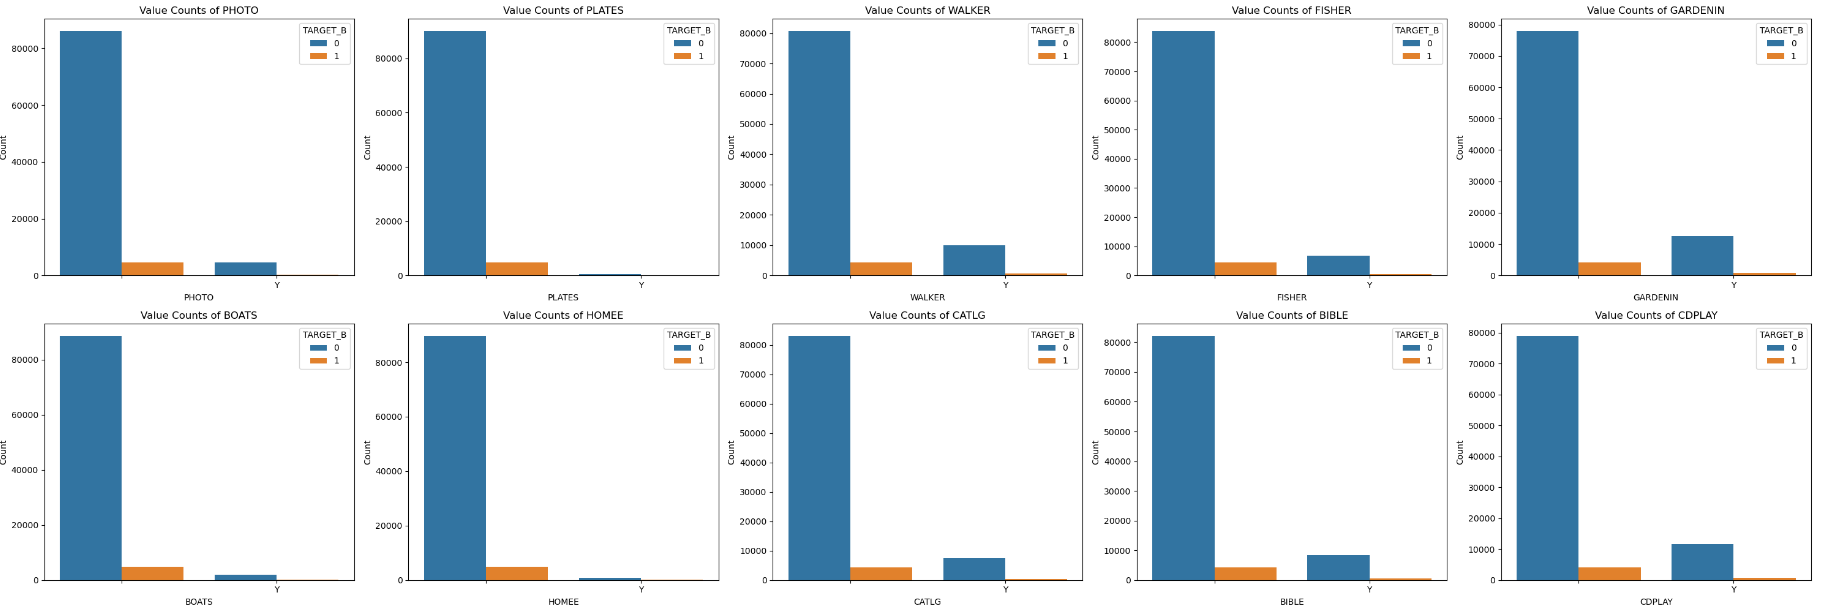 Value Counts of PHOTO
80000
60000
40000
20000
0
Count
TARGET_B
0
1
Y
PHOTO
Value Counts of PLATES
80000
60000
40000
20000
0
Count
TARGET_B
0
1
Y
PLATES
Value Counts of WALKER
80000
70000
60000
50000
40000
30000
20000
10000
0
Count
TARGET_B
0
1
Y
WALKER
Value Counts of FISHER
80000
70000
60000
50000
40000
30000
20000
10000
0
Count
TARGET_B
0
1
Y
FISHER
Value Counts of GARDENIN
80000
70000
60000
50000
40000
30000
20000
10000
0
Count
TARGET_B
0
1
Y
GARDENIN
Value Counts of BOATS
80000
60000
40000
20000
0
Count
TARGET_B
0
1
Y
BOATS
Value Counts of HOMEE
80000
60000
40000
20000
0
Count
TARGET_B
0
1
Y
HOMEE
Value Counts of CATLG
80000
70000
60000
50000
40000
30000
20000
10000
0
Count
TARGET_B
0
1
Y
CATLG
Value Counts of BIBLE
80000
70000
60000
50000
40000
30000
20000
10000
0
Count
TARGET_B
0
1
Y
BIBLE
Value Counts of CDPLAY
80000
70000
60000
50000
40000
30000
20000
10000
0
Count
TARGET_B
0
1
Y
CDPLAY